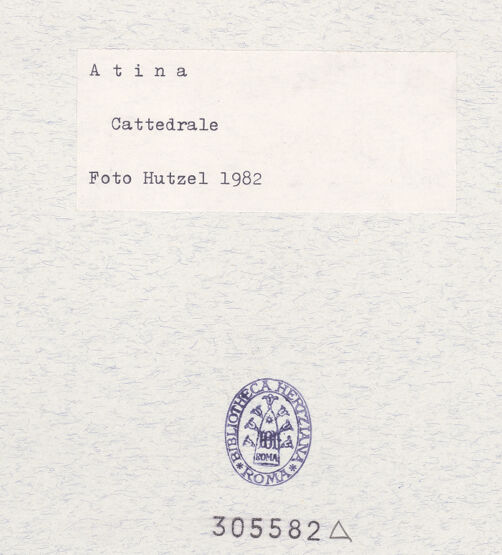 A t i n a
Cattedrale
Foto Hutzel 1982
BIBLIOTHECA HERTZIANA
ROMA
ROMA
305582